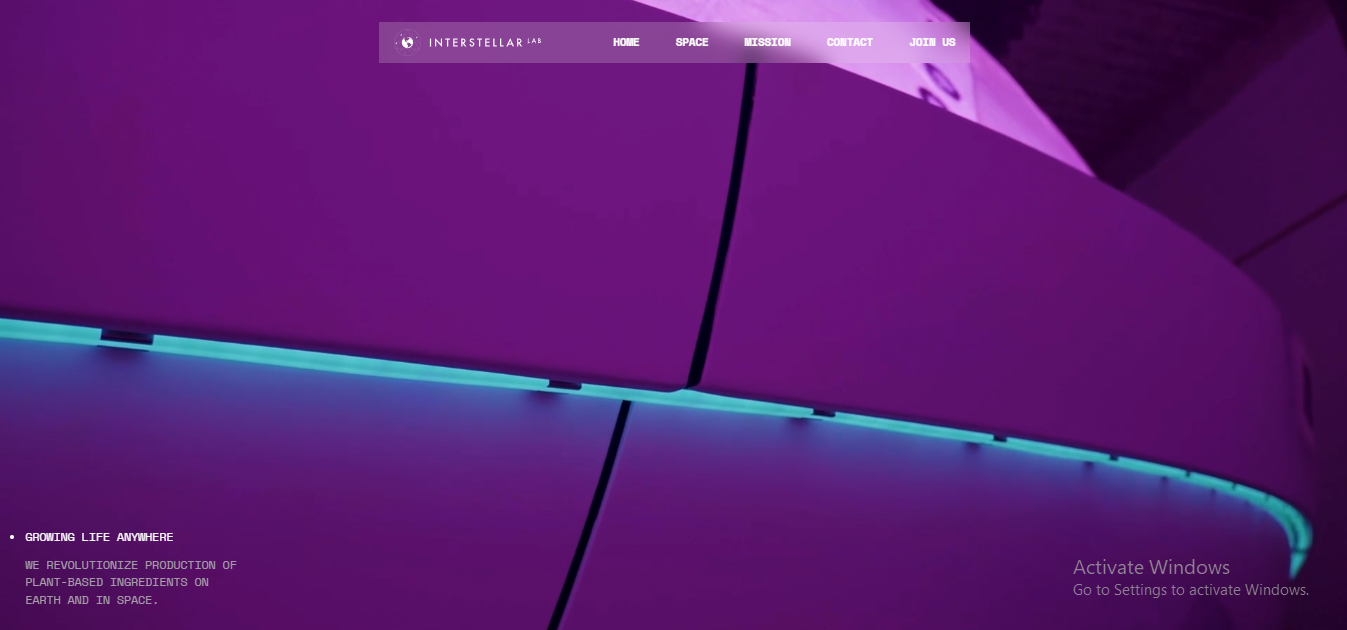 INTERSTELLAR LAB HOME SPACE MISSION CONTACT JOIN US
GROWING LIFE ANYWHERE
WE REVOLUTIONIZE PRODUCTION OF
PLANT-BASED INGREDIENTS ON
EARTH AND IN SPACE.
Activate Windows
Go to Settings to activate Windows.